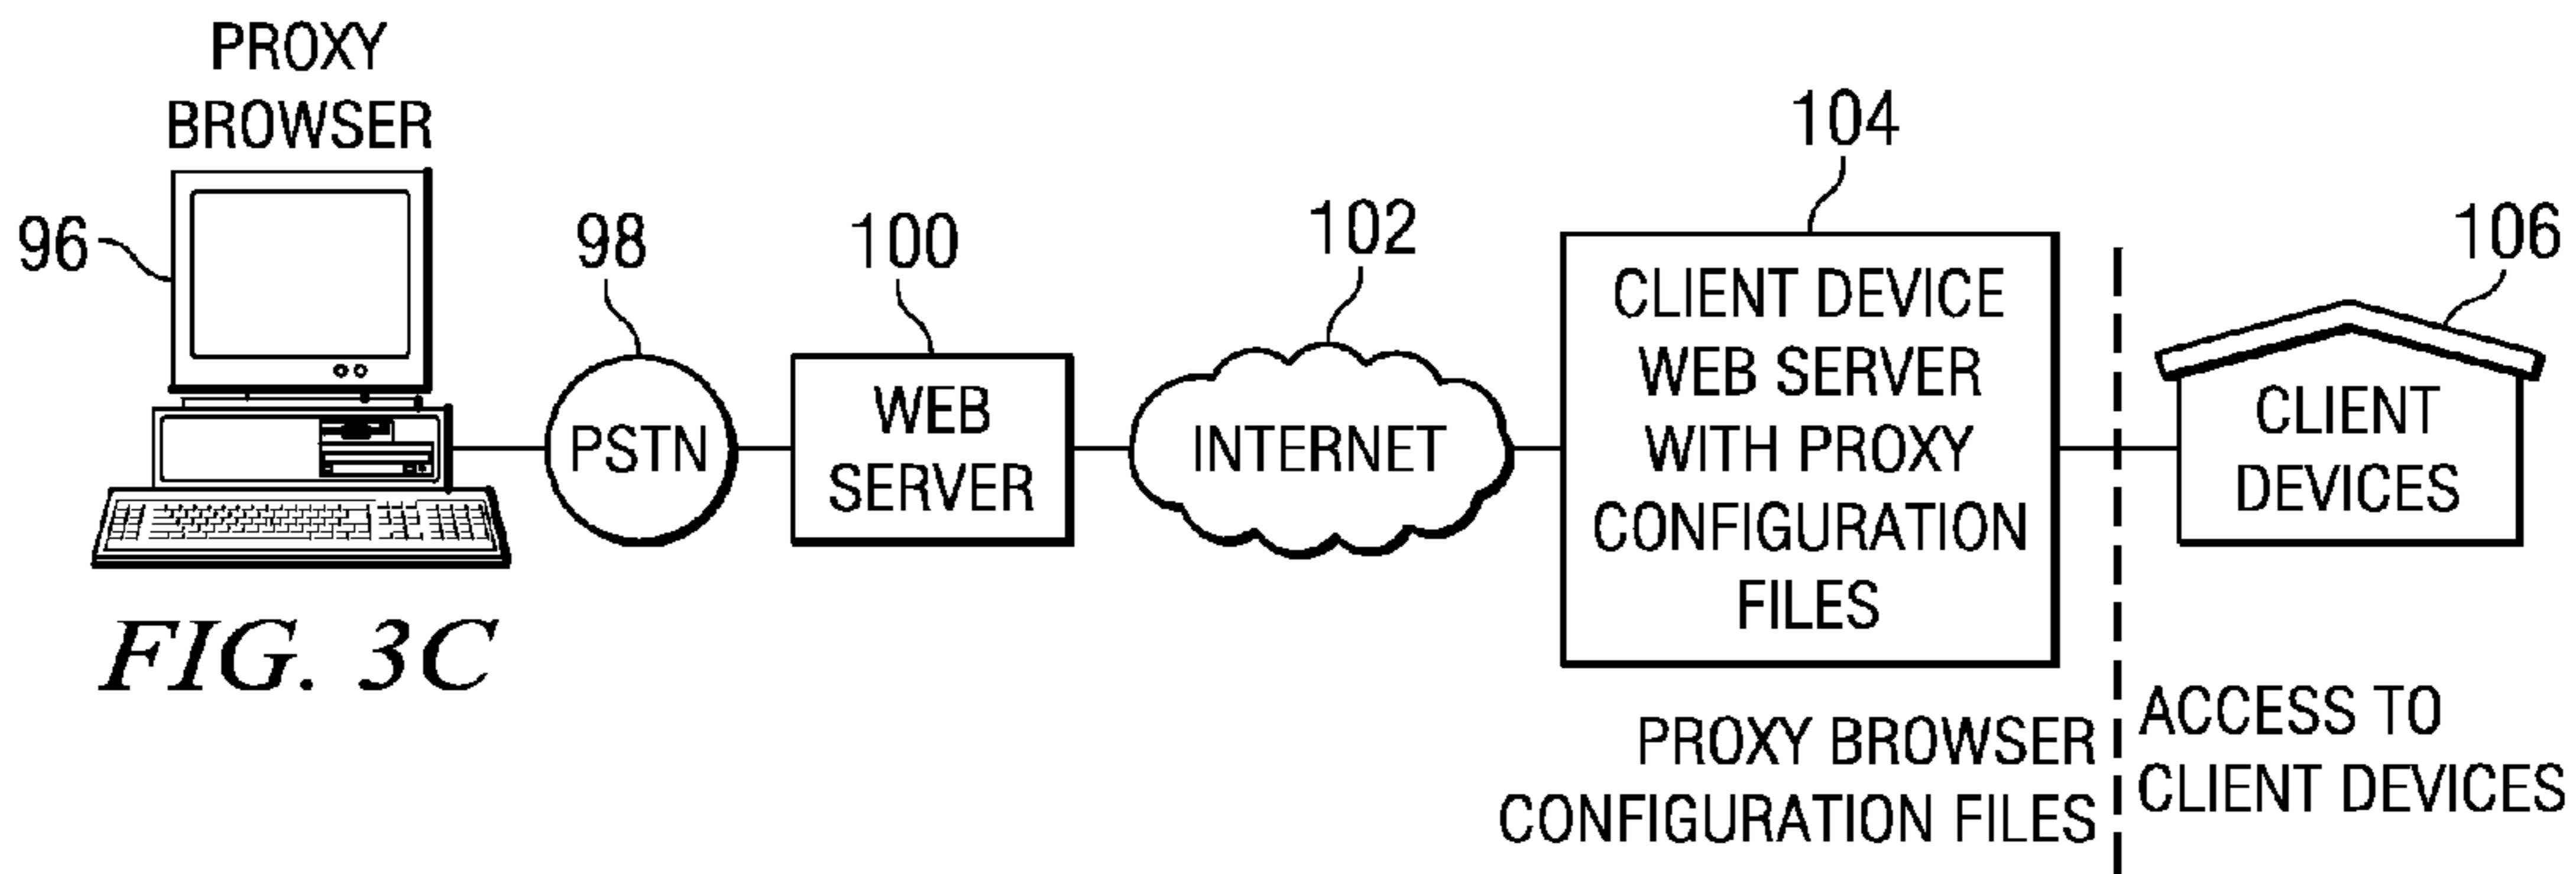 PROXY
BROWSER
96
98
PSTN
100
WEB
SERVER
102
INTERNET
104
CLIENT DEVICE
WEB SERVER
WITH PROXY
CONFIGURATION
FILES
106
CLIENT
DEVICES
FIG. 3C
PROXY BROWSER
CONFIGURATION FILES
ACCESS TO
CLIENT DEVICES